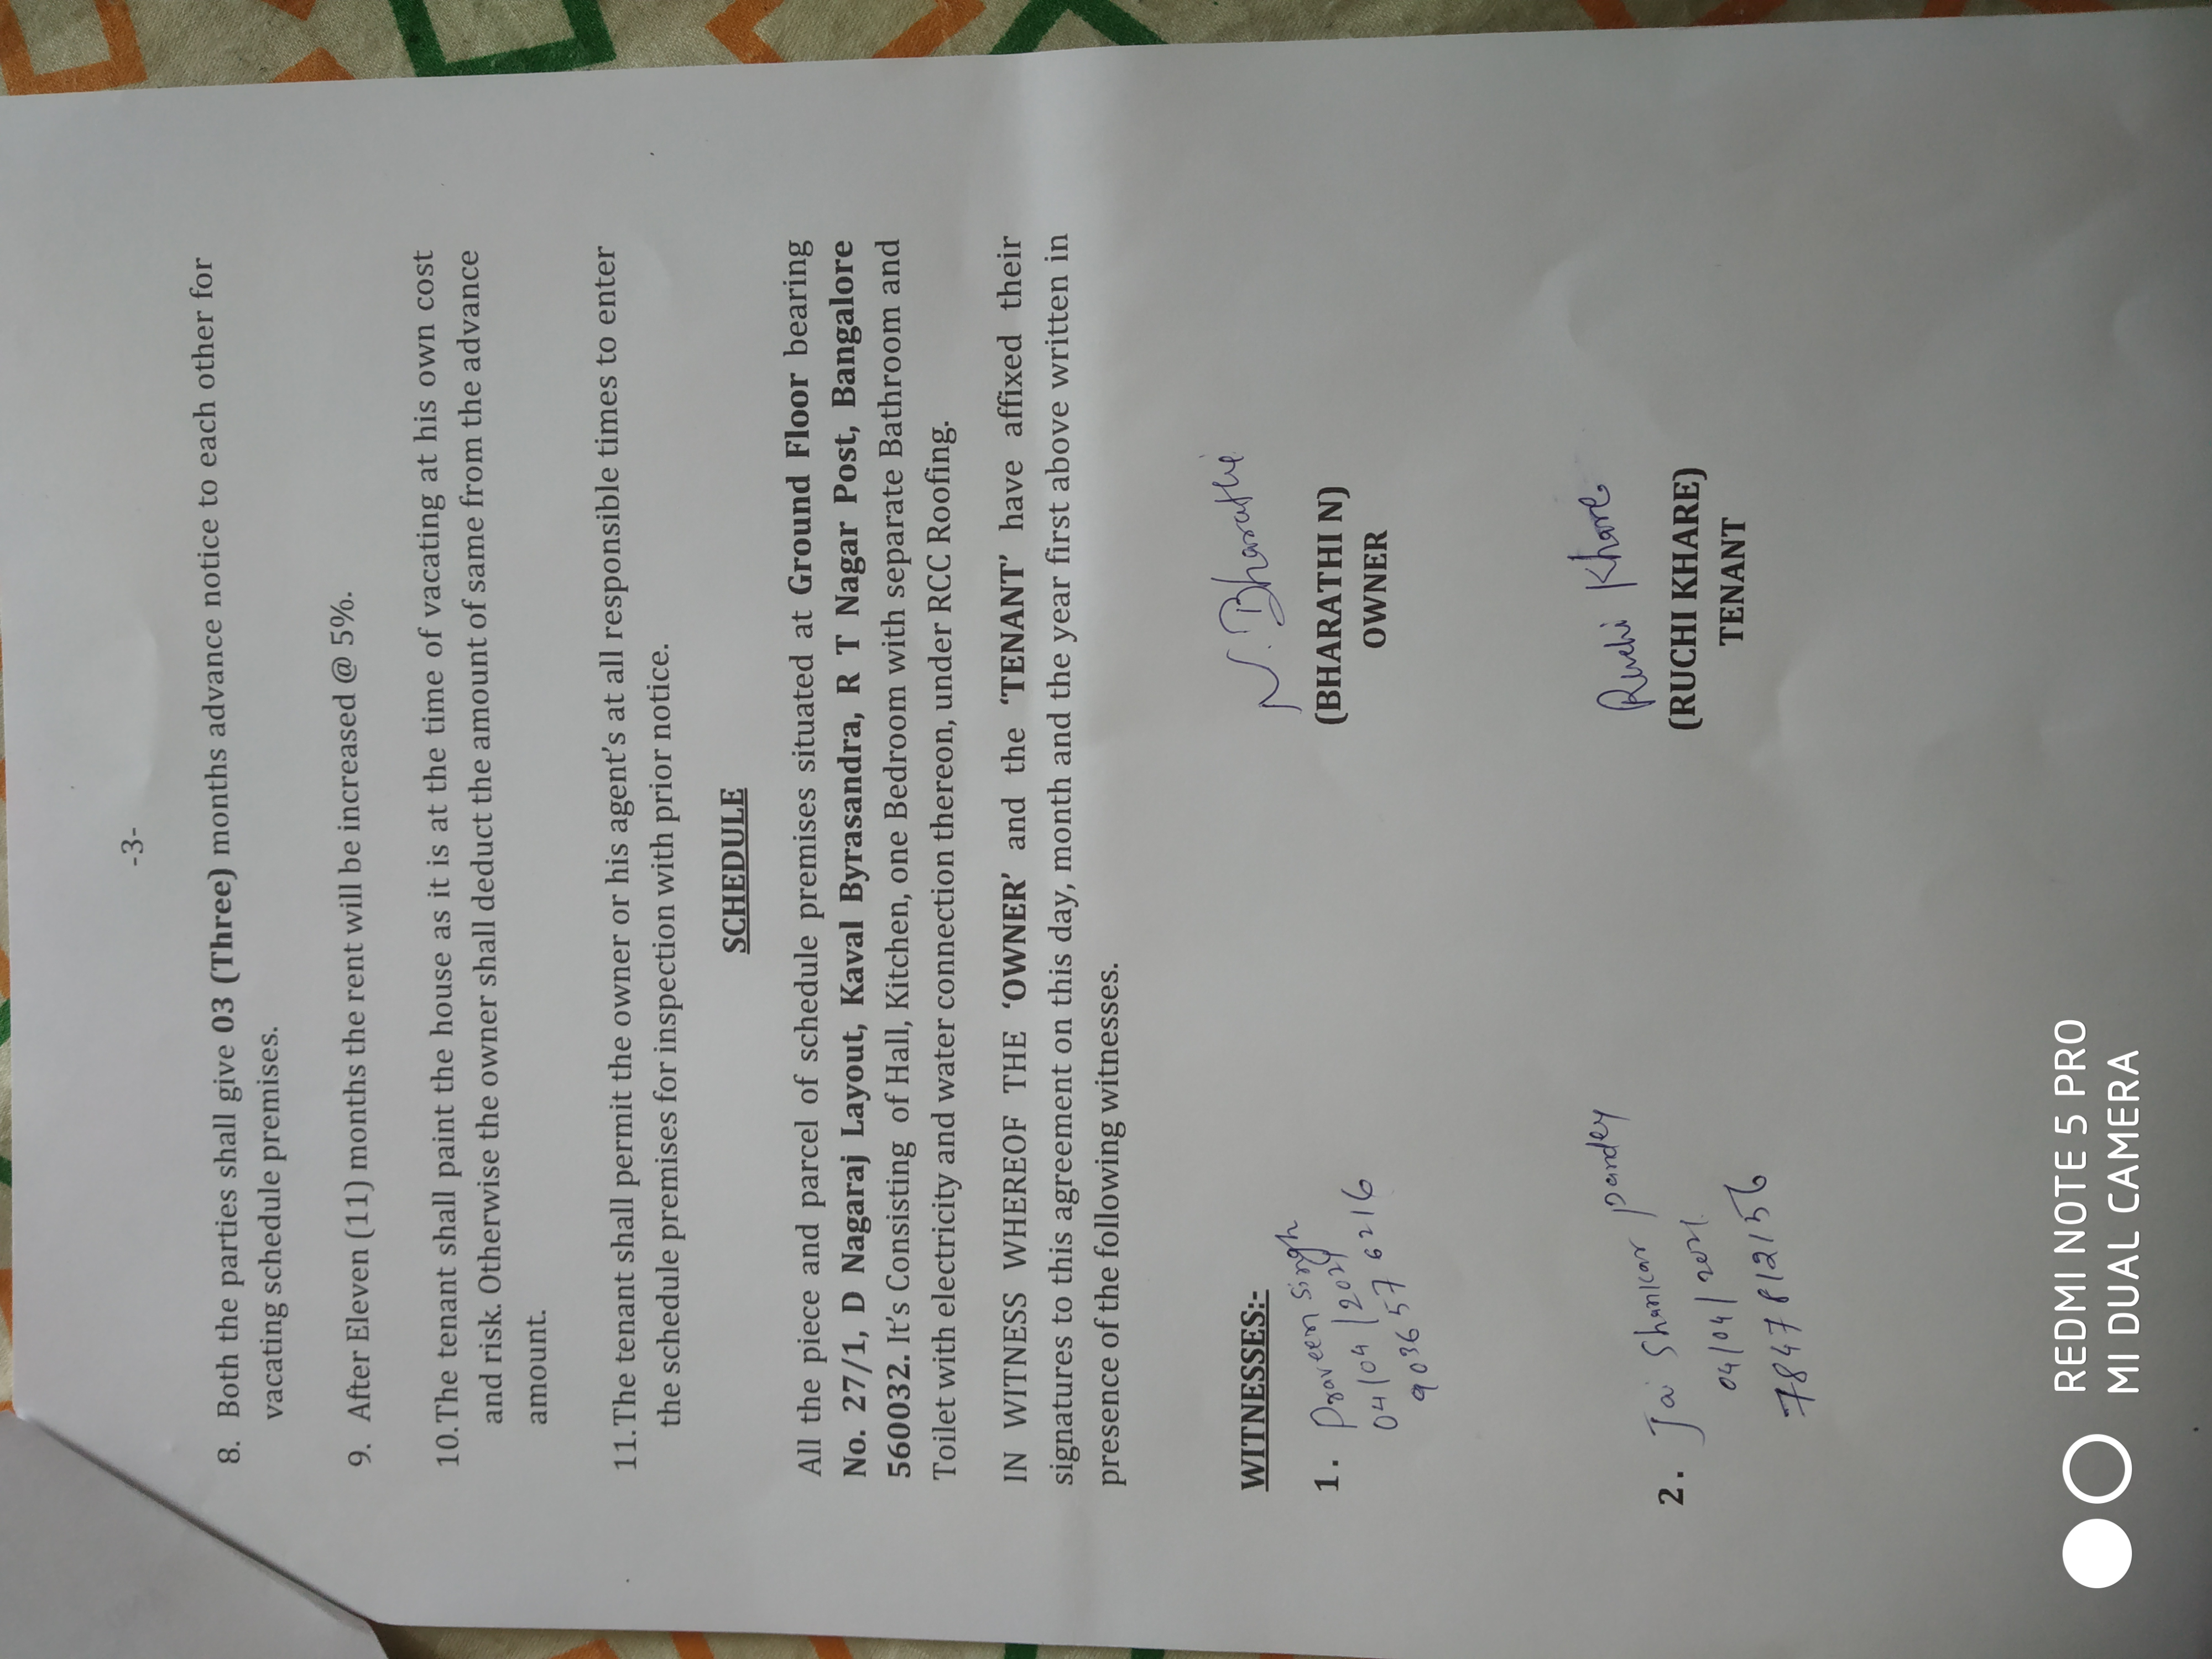 -3-
8. Both the parties shall give 03 (Three) months advance notice to each other for
vacating schedule premises.
9. After Eleven (11) months the rent will be increased @ 5%.
10. The tenant shall paint the house as it is at the time of vacating at his own cost
and risk. Otherwise the owner shall deduct the amount of same from the advance
amount.
11. The tenant shall permit the owner or his agent's at all responsible times to enter
the schedule premises for inspection with prior notice.
SCHEDULE
All the piece and parcel of schedule premises situated at Ground Floor bearing
No. 27/1, D Nagaraj Layout, Kaval Byrasandra, R T Nagar Post, Bangalore
560032. It's Consisting of Hall, Kitchen, one Bedroom with separate Bathroom and
Toilet with electricity and water connection thereon, under RCC Roofing.
IN WITNESS WHEREOF THE 'OWNER' and the 'TENANT' have affixed their
signatures to this agreement on this day, month and the year first above written in
presence of the following witnesses.
WITNESSES:-
1. Praveen Singh
04/04/2021
9036576216
N. Bharathi
(BHARATHI N)
OWNER
2. Jai Shankar Pandey
04/04/2021
7847812156
Ruchi Khare
(RUCHI KHARE)
TENANT
REDMI NOTE 5 PRO
MI DUAL CAMERA